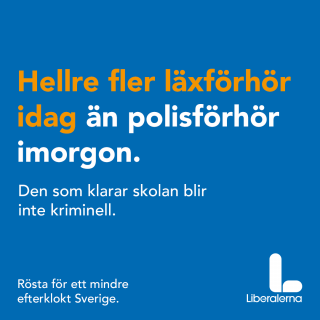 Hellre fler läxförhör
idag än polisförhör
imorgon.
Den som klarar skolan blir
inte kriminell.
Rösta för ett mindre
efterklokt Sverige.
Liberalerna